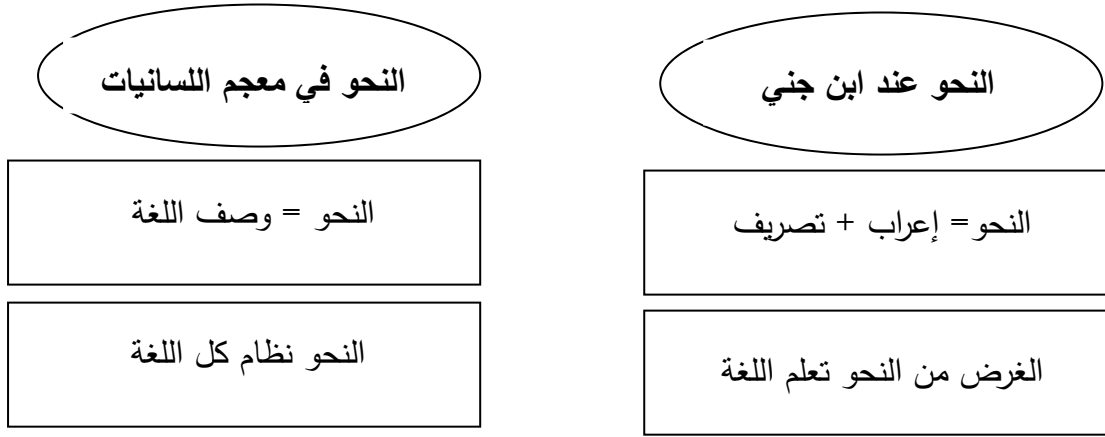 النحو عند ابن جني
النحو= إعراب + تصريف
الغرض من النحو تعلم اللغة
النحو في معجم اللسانيات
النحو = وصف اللغة
النحو نظام كل اللغة